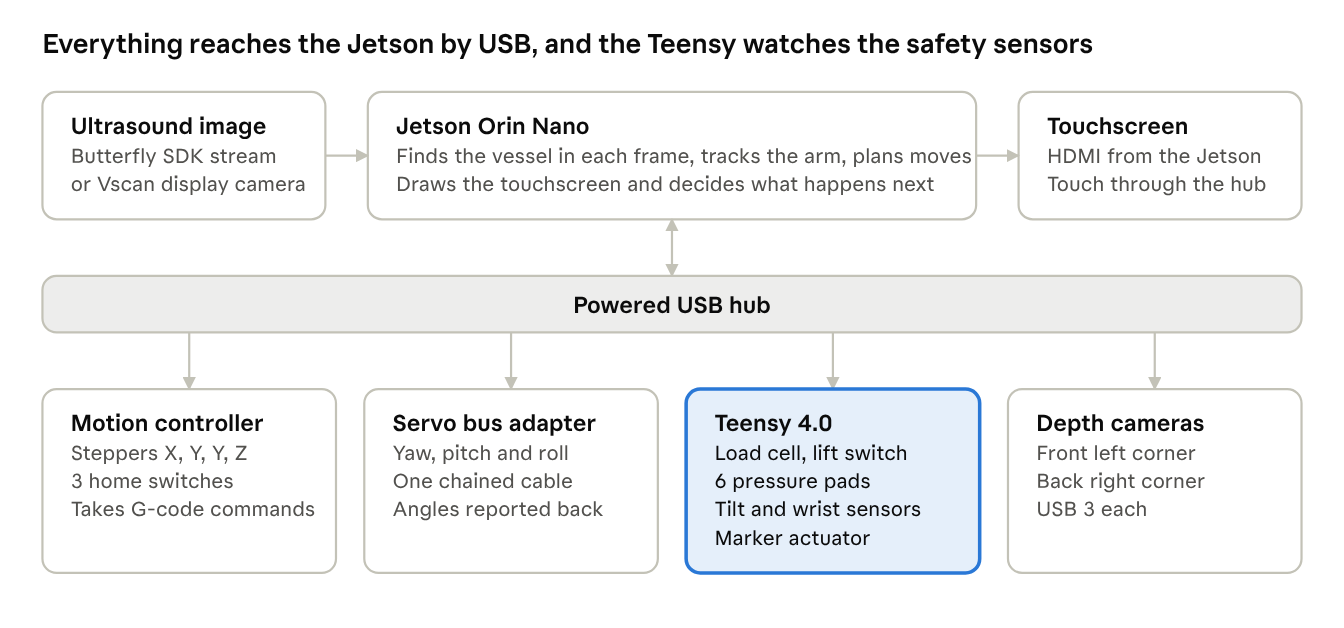 Everything reaches the Jetson by USB, and the Teensy watches the safety sensors
Ultrasound image
Butterfly SDK stream
or Vscan display camera
Jetson Orin Nano
Finds the vessel in each frame, tracks the arm, plans moves
Draws the touchscreen and decides what happens next
Touchscreen
HDMI from the Jetson
Touch through the hub
Powered USB hub
Motion controller
Steppers X, Y, Y, Z
3 home switches
Takes G-code commands
Servo bus adapter
Yaw, pitch and roll
One chained cable
Angles reported back
Teensy 4.0
Load cell, lift switch
6 pressure pads
Tilt and wrist sensors
Marker actuator
Depth cameras
Front left corner
Back right corner
USB 3 each